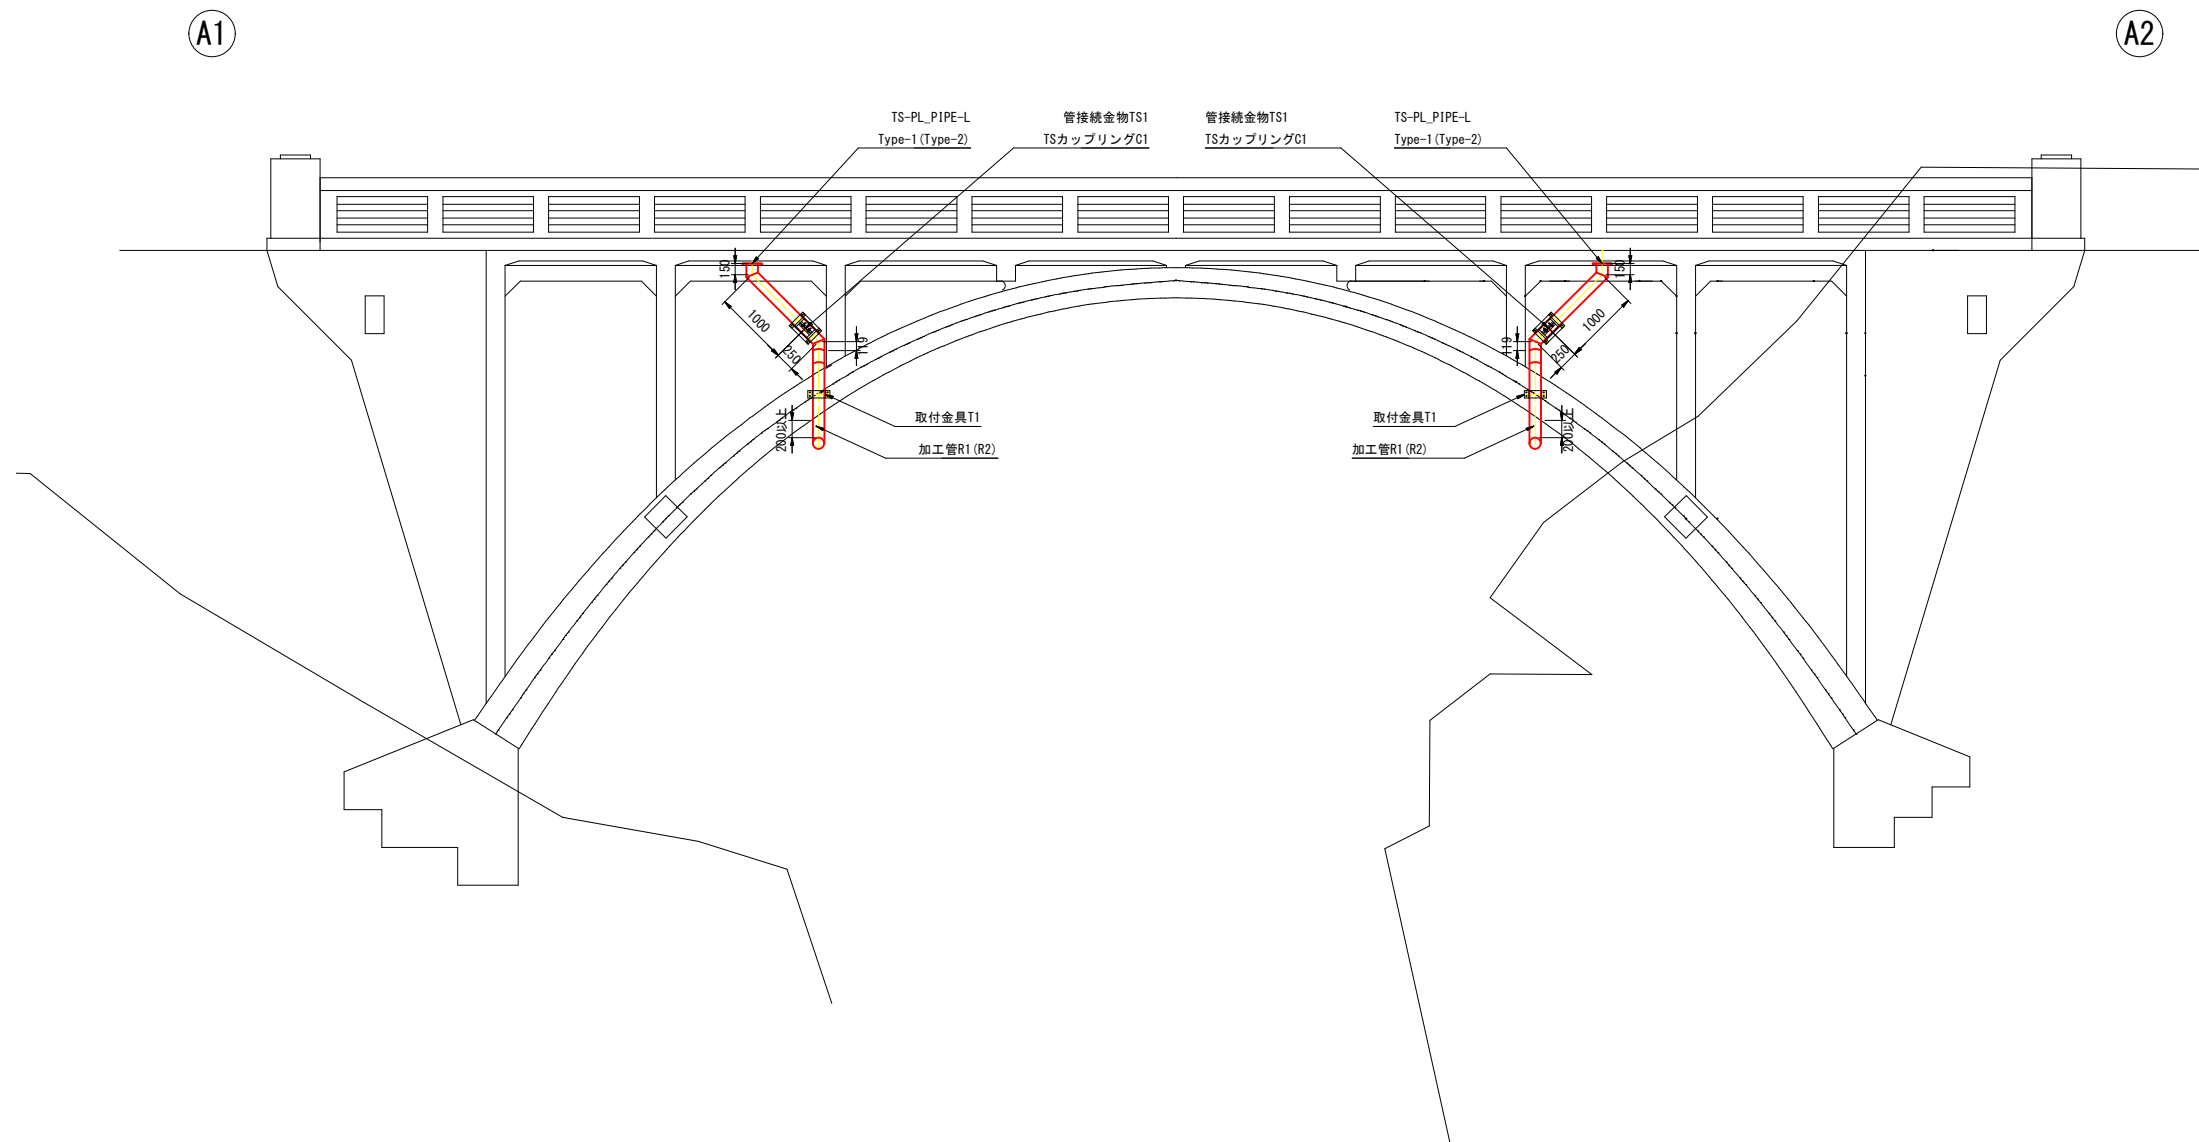 A1
A2
TS-PL_PIPE-L
Type-1(Type-2)
管接続金物TS1
TSカップリングC1
管接続金物TS1
TSカップリングC1
TS-PL_PIPE-L
Type-1(Type-2)
150
1000
250
119
200以上
取付金具T1
加工管R1(R2)
150
1000
250
119
200以上
取付金具T1
加工管R1(R2)